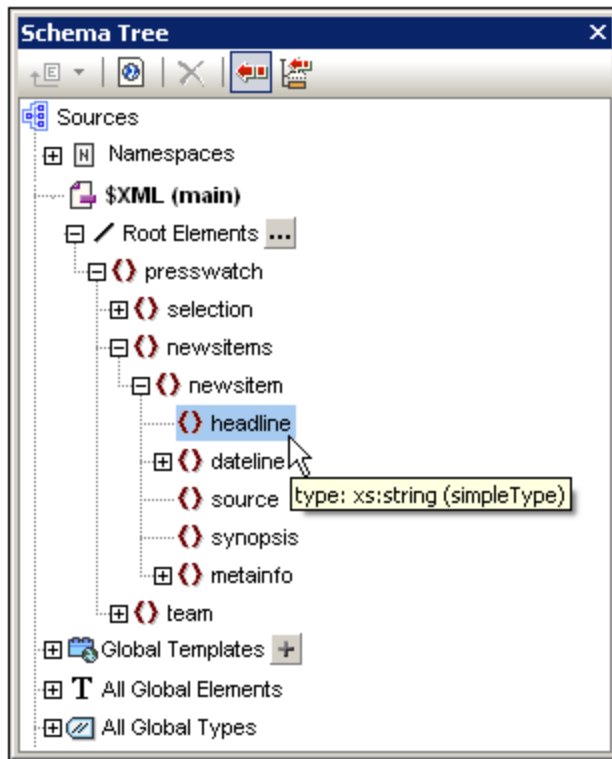 Schema Tree
E
Sources
N Namespaces
$XML (main)
Root Elements ...
presswatch
selection
newsitems
newsitem
headline
dateline
source
type: xs:string (simpleType)
synopsis
metainfo
team
Global Templates
T All Global Elements
All Global Types